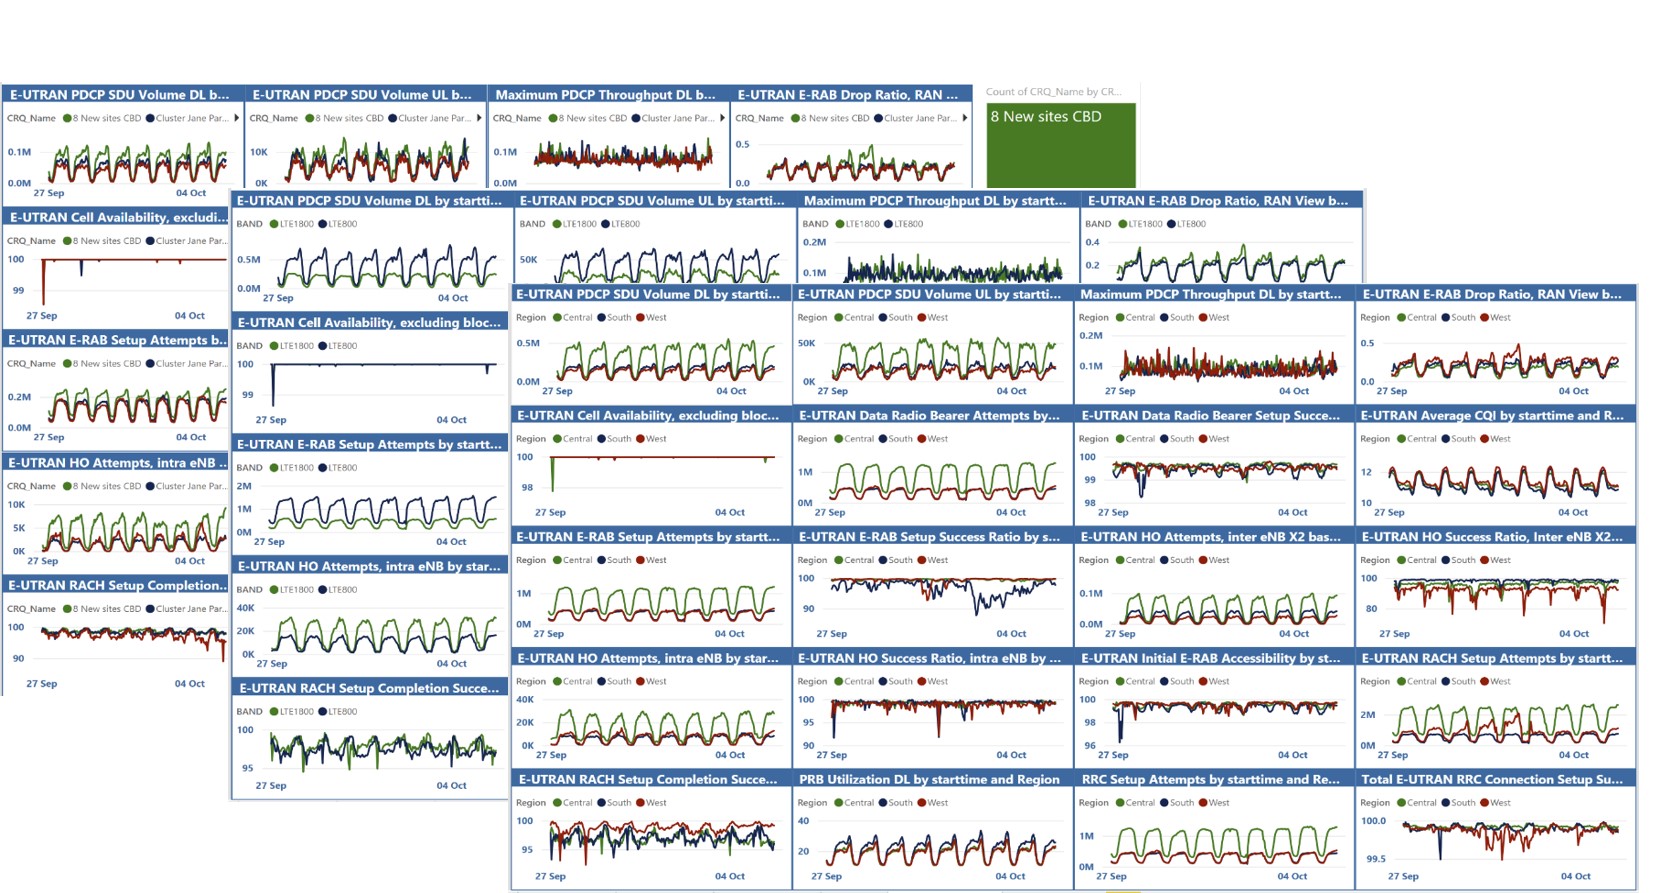 E-UTRAN PDCP SDU Volume DL b...
E-UTRAN PDCP SDU Volume UL b...
Maximum PDCP Throughput DL b...
E-UTRAN E-RAB Drop Ratio, RAN ...
Count of CRQ_Name by CR...
CRQ_Name 8 New sites CBD Cluster Jane Par...
CRQ_Name 8 New sites CBD Cluster Jane Par...
CRQ_Name 8 New sites CBD Cluster Jane Par...
CRQ_Name 8 New sites CBD Cluster Jane Par...
8 New sites CBD
0.1M
0.0M
27 Sep 04 Oct
10K
0K
0.1M
0.0M
0.5
0.0
E-UTRAN Cell Availability, excludi...
CRQ_Name 8 New sites CBD Cluster Jane Par...
100
99
27 Sep 04 Oct
E-UTRAN E-RAB Setup Attempts b...
CRQ_Name 8 New sites CBD Cluster Jane Par...
0.2M
0.0M
27 Sep 04 Oct
E-UTRAN HO Attempts, intra eNB ...
CRQ_Name 8 New sites CBD Cluster Jane Par...
10K
5K
0K
27 Sep 04 Oct
E-UTRAN RACH Setup Completion...
CRQ_Name 8 New sites CBD Cluster Jane Par...
100
90
27 Sep 04 Oct
E-UTRAN PDCP SDU Volume DL by startti...
BAND LTE1800 LTE800
0.5M
0.0M
27 Sep 04 Oct
E-UTRAN PDCP SDU Volume UL by startti...
BAND LTE1800 LTE800
50K
Maximum PDCP Throughput DL by startt...
BAND LTE1800 LTE800
0.2M
0.1M
E-UTRAN E-RAB Drop Ratio, RAN View b...
BAND LTE1800 LTE800
0.4
0.2
E-UTRAN Cell Availability, excluding bloc...
BAND LTE1800 LTE800
100
99
27 Sep 04 Oct
E-UTRAN E-RAB Setup Attempts by startt...
BAND LTE1800 LTE800
2M
1M
0M
27 Sep 04 Oct
E-UTRAN HO Attempts, intra eNB by star...
BAND LTE1800 LTE800
40K
20K
0K
27 Sep 04 Oct
E-UTRAN RACH Setup Completion Succe...
BAND LTE1800 LTE800
100
95
27 Sep 04 Oct
E-UTRAN PDCP SDU Volume DL by startti...
Region Central South West
0.5M
0.0M
27 Sep 04 Oct
E-UTRAN PDCP SDU Volume UL by startti...
Region Central South West
50K
0K
27 Sep 04 Oct
Maximum PDCP Throughput DL by startt...
Region Central South West
0.2M
0.1M
27 Sep 04 Oct
E-UTRAN E-RAB Drop Ratio, RAN View b...
Region Central South West
0.5
0.0
27 Sep 04 Oct
E-UTRAN Cell Availability, excluding bloc...
Region Central South West
100
98
27 Sep 04 Oct
E-UTRAN Data Radio Bearer Attempts by...
Region Central South West
1M
0M
27 Sep 04 Oct
E-UTRAN Data Radio Bearer Setup Succe...
Region Central South West
100
99
98
27 Sep 04 Oct
E-UTRAN Average CQI by starttime and R...
Region Central South West
12
10
27 Sep 04 Oct
E-UTRAN E-RAB Setup Attempts by startt...
Region Central South West
1M
0M
27 Sep 04 Oct
E-UTRAN E-RAB Setup Success Ratio by s...
Region Central South West
100
90
27 Sep 04 Oct
E-UTRAN HO Attempts, inter eNB X2 bas...
Region Central South West
0.1M
0.0M
27 Sep 04 Oct
E-UTRAN HO Success Ratio, Inter eNB X2...
Region Central South West
100
80
27 Sep 04 Oct
E-UTRAN HO Attempts, intra eNB by star...
Region Central South West
40K
20K
0K
27 Sep 04 Oct
E-UTRAN HO Success Ratio, intra eNB by ...
Region Central South West
100
95
90
27 Sep 04 Oct
E-UTRAN Initial E-RAB Accessibility by st...
Region Central South West
100
98
96
27 Sep 04 Oct
E-UTRAN RACH Setup Attempts by startt...
Region Central South West
2M
0M
27 Sep 04 Oct
E-UTRAN RACH Setup Completion Succe...
Region Central South West
100
95
27 Sep 04 Oct
PRB Utilization DL by starttime and Region
Region Central South West
40
20
27 Sep 04 Oct
RRC Setup Attempts by starttime and Re...
Region Central South West
1M
0M
27 Sep 04 Oct
Total E-UTRAN RRC Connection Setup Su...
Region Central South West
100.0
99.5
27 Sep 04 Oct